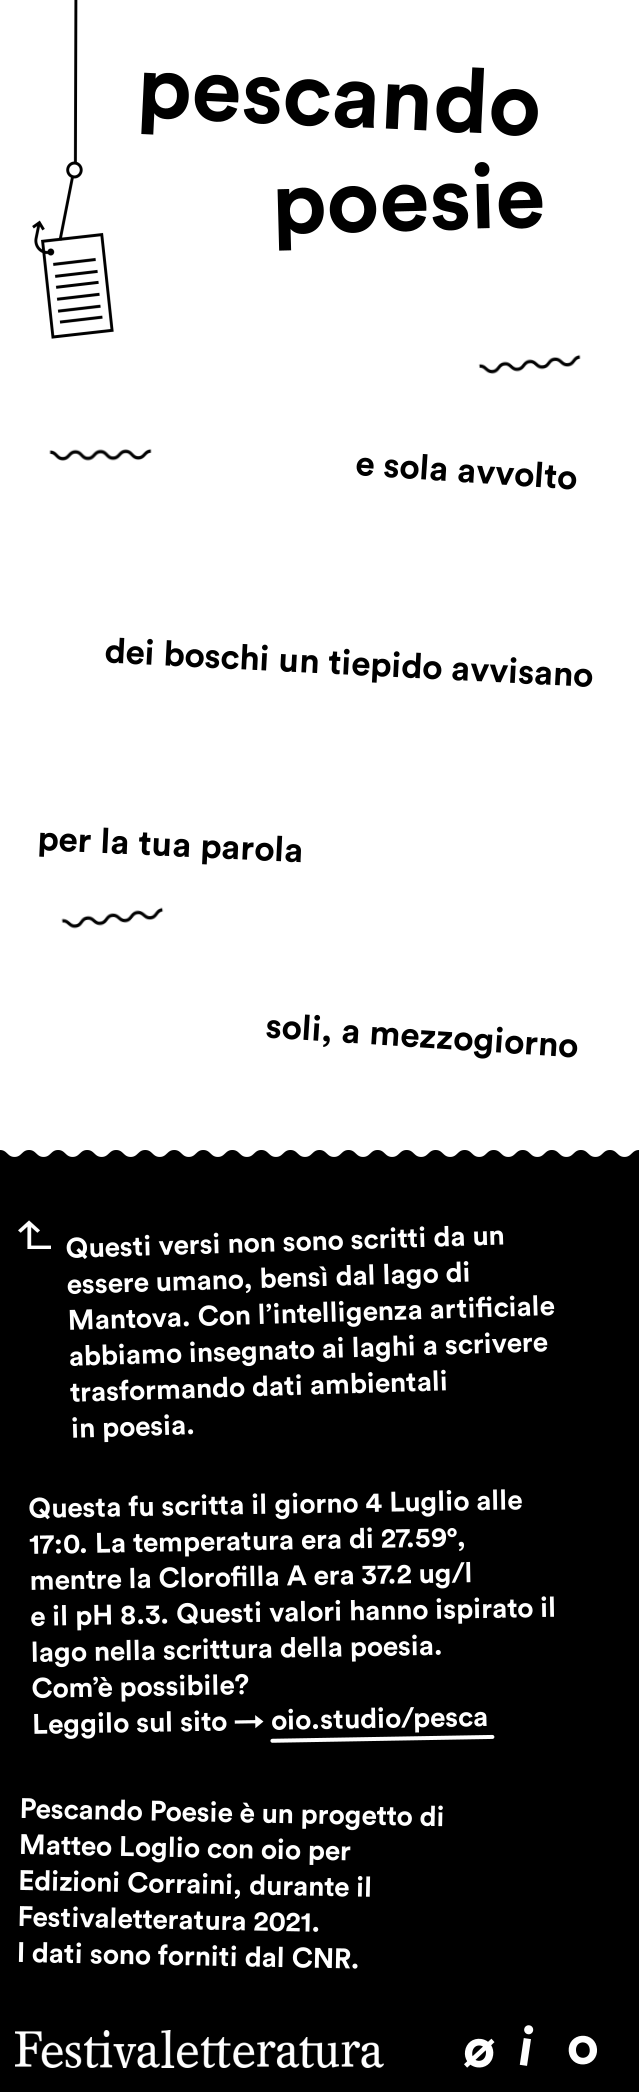 pescando
poesie
e sola avvolto
dei boschi un tiepido avvisano
per la tua parola
soli, a mezzogiorno
Questi versi non sono scritti da un
essere umano, bensì dal lago di
Mantova. Con l'intelligenza artificiale
abbiamo insegnato ai laghi a scrivere
trasformando dati ambientali
in poesia.
Questa fu scritta il giorno 4 Luglio alle
17:0. La temperatura era di 27.59°,
mentre la Clorofilla A era 37.2 ug/l
e il pH 8.3. Questi valori hanno ispirato il
lago nella scrittura della poesia.
Com'è possibile?
Leggilo sul sito → oio.studio/pesca
Pescando Poesie è un progetto di
Matteo Loglio con oio per
Edizioni Corraini, durante il
Festivaletteratura 2021.
I dati sono forniti dal CNR.
Festivaletteratura ø i o